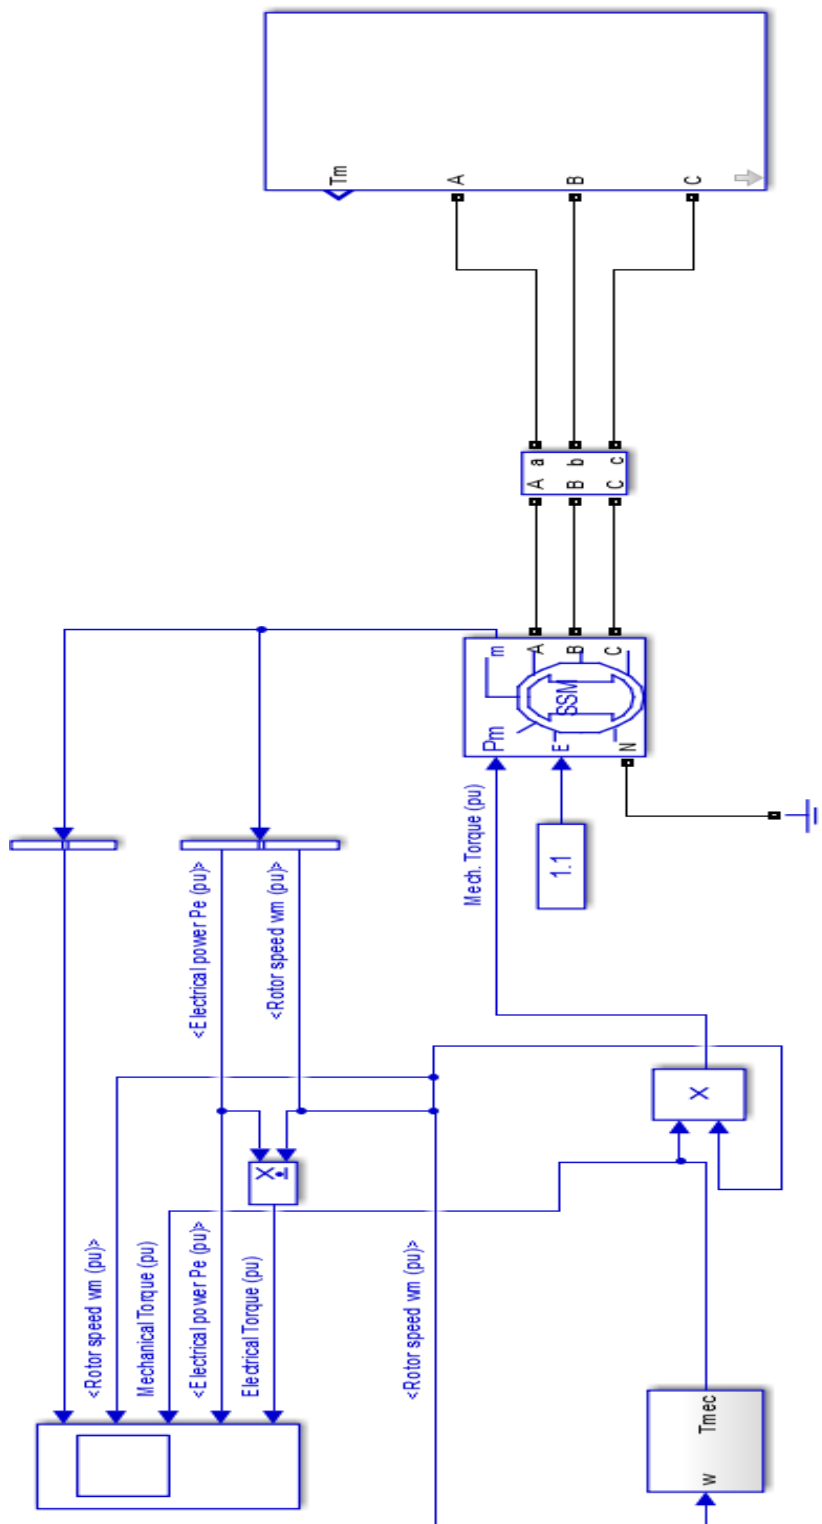 Tm
A
B
C
A a
B b
C c
m
A
B
C
Pm
E
SSM
N
1.1
Mech. Torque (pu)
<Electrical power Pe (pu)>
<Rotor speed wm (pu)>
X
X
<Rotor speed wm (pu)>
Mechanical Torque (pu)
<Electrical power Pe (pu)>
Electrical Torque (pu)
<Rotor speed wm (pu)>
w
Tmec